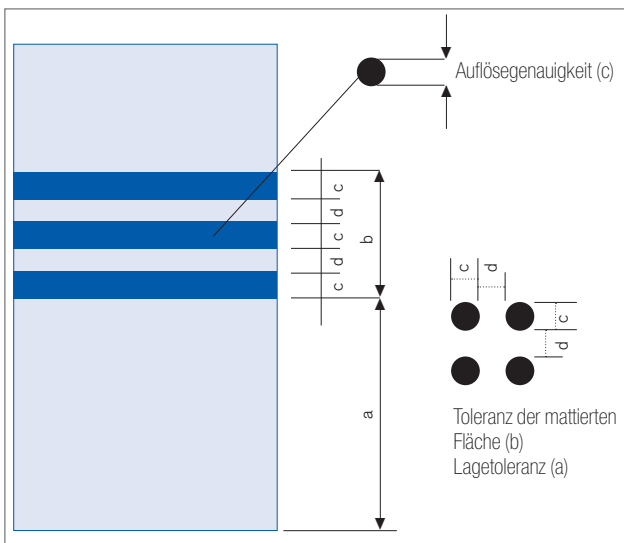 Auflösegenauigkeit (c)
c
d
c
d
c
b
a
c
d
c
d
Toleranz der mattierten
Fläche (b)
Lagetoleranz (a)